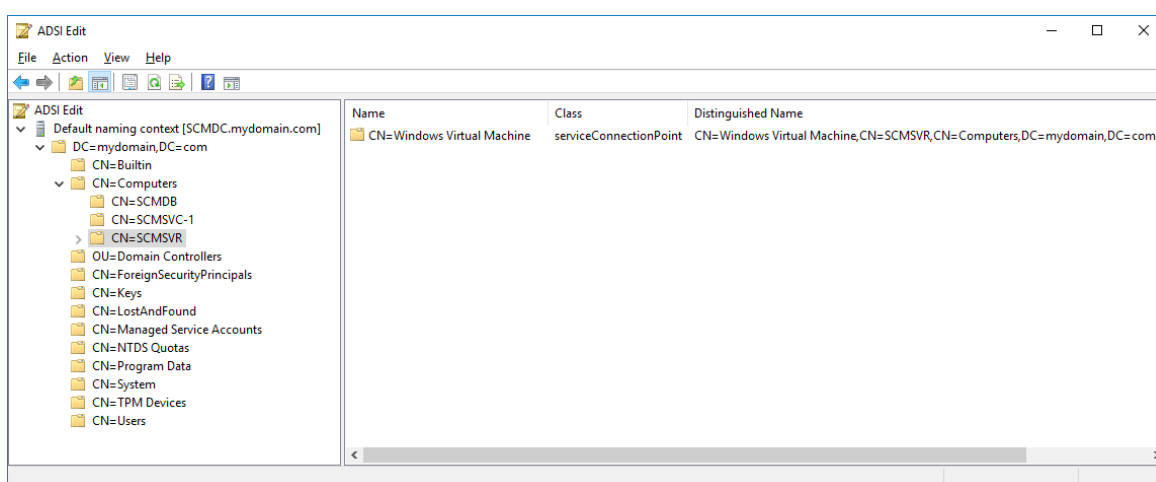 ADSI Edit
File Action View Help
ADSI Edit
Default naming context [SCMDC.mydomain.com]
DC=mydomain,DC=com
CN=Builtin
CN=Computers
CN=SCMDB
CN=SCMSVC-1
CN=SCMSVR
OU=Domain Controllers
CN=ForeignSecurityPrincipals
CN=Keys
CN=LostAndFound
CN=Managed Service Accounts
CN=NTDS Quotas
CN=Program Data
CN=System
CN=TPM Devices
CN=Users
Name Class Distinguished Name
CN=Windows Virtual Machine serviceConnectionPoint CN=Windows Virtual Machine,CN=SCMSVR,CN=Computers,DC=mydomain,DC=com